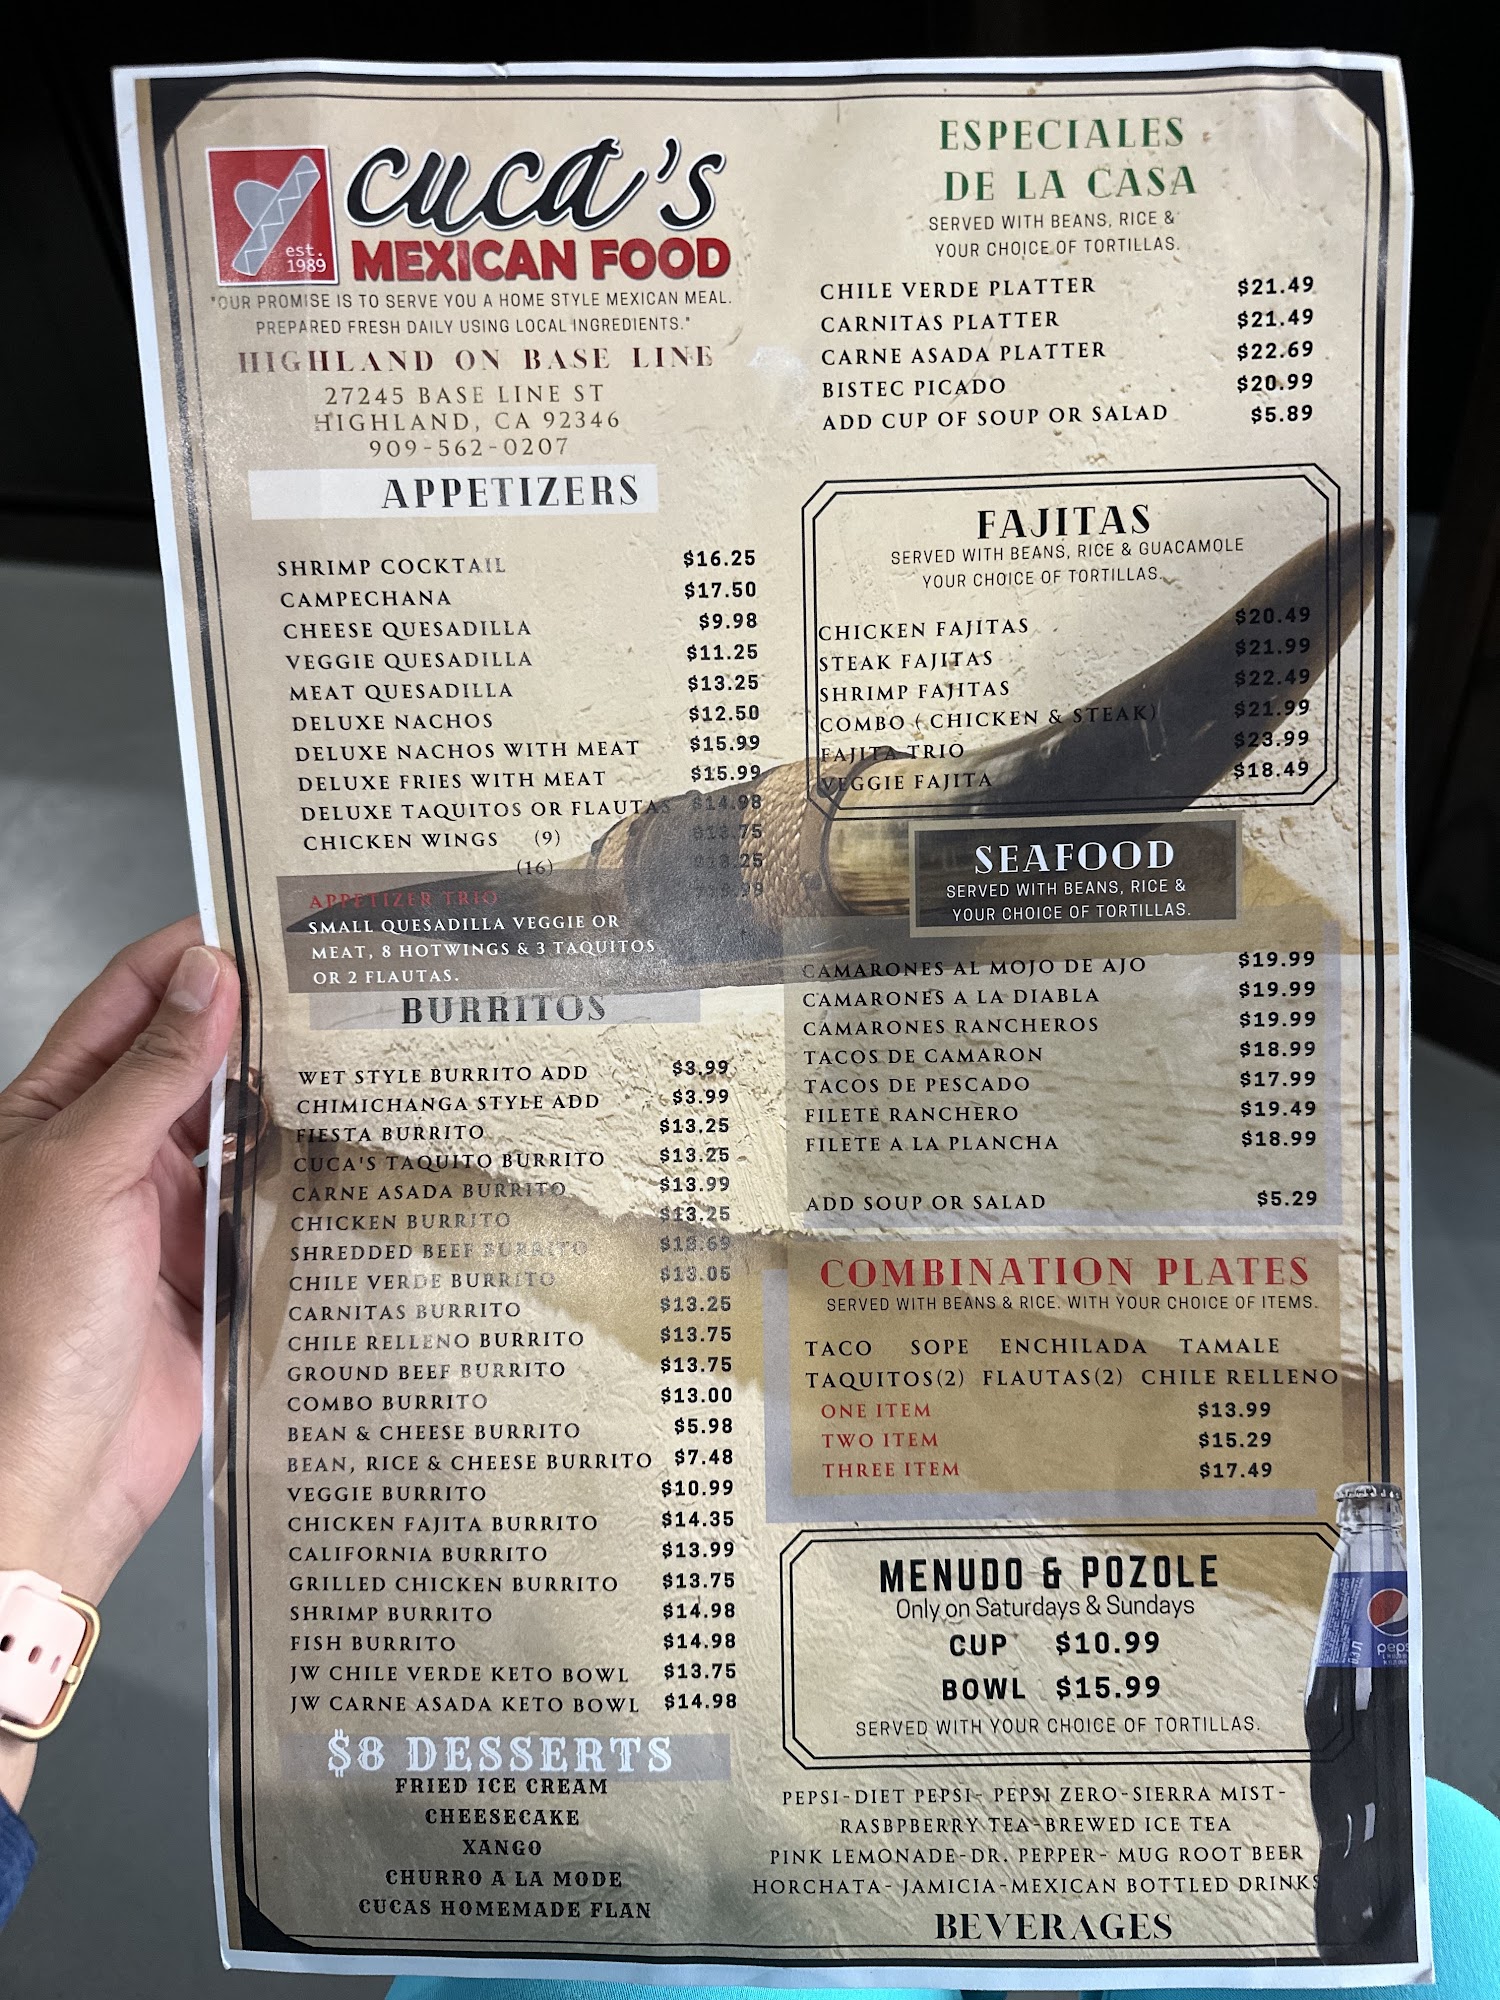 est.
1989
Cuca's
MEXICAN FOOD
"OUR PROMISE IS TO SERVE YOU A HOME STYLE MEXICAN MEAL.
PREPARED FRESH DAILY USING LOCAL INGREDIENTS."
HIGHLAND ON BASE LINE
27245 BASE LINE ST
HIGHLAND, CA 92346
909-562-0207
APPETIZERS
SHRIMP COCKTAIL $16.25
CAMPECHANA $17.50
CHEESE QUESADILLA $9.98
VEGGIE QUESADILLA $11.25
MEAT QUESADILLA $13.25
DELUXE NACHOS $12.50
DELUXE NACHOS WITH MEAT $15.99
DELUXE FRIES WITH MEAT $15.99
DELUXE TAQUITOS OR FLAUTAS $14.98
CHICKEN WINGS (9)
(16)
APPETIZER TRIO
SMALL QUESADILLA VEGGIE OR
MEAT, 8 HOTWINGS & 3 TAQUITOS
OR 2 FLAUTAS.
BURRITOS
WET STYLE BURRITO ADD $3.99
CHIMICHANGA STYLE ADD $3.99
FIESTA BURRITO $13.25
CUCA'S TAQUITO BURRITO $13.25
CARNE ASADA BURRITO $13.99
CHICKEN BURRITO $13.25
SHREDDED BEEF BURRITO $13.69
CHILE VERDE BURRITO $13.05
CARNITAS BURRITO $13.25
CHILE RELLENO BURRITO $13.75
GROUND BEEF BURRITO $13.75
COMBO BURRITO $13.00
BEAN & CHEESE BURRITO $5.98
BEAN, RICE & CHEESE BURRITO $7.48
VEGGIE BURRITO $10.99
CHICKEN FAJITA BURRITO $14.35
CALIFORNIA BURRITO $13.99
GRILLED CHICKEN BURRITO $13.75
SHRIMP BURRITO $14.98
FISH BURRITO $14.98
JW CHILE VERDE KETO BOWL $13.75
JW CARNE ASADA KETO BOWL $14.98
$8 DESSERTS
FRIED ICE CREAM
CHEESECAKE
XANGO
CHURRO A LA MODE
CUCAS HOMEMADE FLAN
ESPECIALES
DE LA CASA
SERVED WITH BEANS, RICE &
YOUR CHOICE OF TORTILLAS.
CHILE VERDE PLATTER $21.49
CARNITAS PLATTER $21.49
CARNE ASADA PLATTER $22.69
BISTEC PICADO $20.99
ADD CUP OF SOUP OR SALAD $5.89
FAJITAS
SERVED WITH BEANS, RICE & GUACAMOLE
YOUR CHOICE OF TORTILLAS.
CHICKEN FAJITAS $20.49
STEAK FAJITAS $21.99
SHRIMP FAJITAS $22.49
COMBO ( CHICKEN & STEAK) $21.99
FAJITA TRIO $23.99
VEGGIE FAJITA $18.49
SEAFOOD
SERVED WITH BEANS, RICE &
YOUR CHOICE OF TORTILLAS.
CAMARONES AL MOJO DE AJO $19.99
CAMARONES A LA DIABLA $19.99
CAMARONES RANCHEROS $19.99
TACOS DE CAMARON $18.99
TACOS DE PESCADO $17.99
FILETE RANCHERO $19.49
FILETE A LA PLANCHA $18.99
ADD SOUP OR SALAD $5.29
COMBINATION PLATES
SERVED WITH BEANS & RICE. WITH YOUR CHOICE OF ITEMS.
TACO SOPE ENCHILADA TAMALE
TAQUITOS(2) FLAUTAS(2) CHILE RELLENO
ONE ITEM $13.99
TWO ITEM $15.29
THREE ITEM $17.49
MENUDO & POZOLE
Only on Saturdays & Sundays
CUP $10.99
BOWL $15.99
SERVED WITH YOUR CHOICE OF TORTILLAS.
pepsi
PEPSI-DIET PEPSI- PEPSI ZERO-SIERRA MIST-
RASBPBERRY TEA-BREWED ICE TEA
PINK LEMONADE-DR. PEPPER- MUG ROOT BEER
HORCHATA- JAMICIA-MEXICAN BOTTLED DRINKS
BEVERAGES